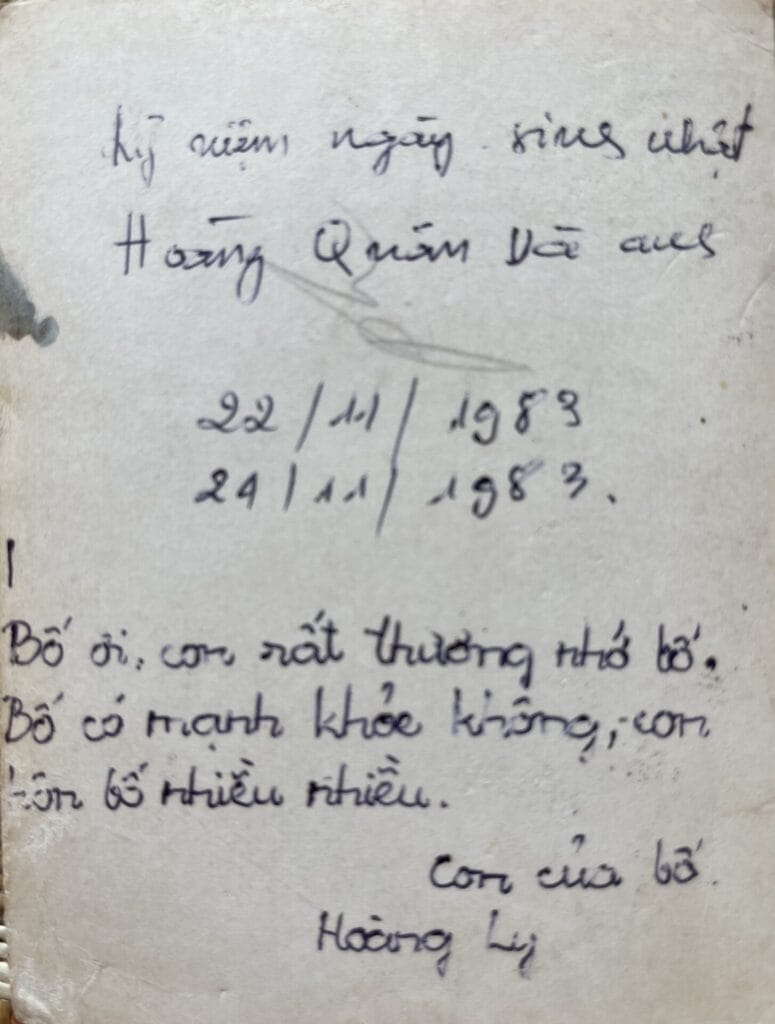 kỷ niệm ngày sinh nhật
Hoàng Quân và anh
22/11/1983
24/11/1983.
Bố ơi, con rất thương nhớ bố.
Bố có mạnh khỏe không, con
hôn bố nhiều nhiều.
Con của bố.
Hoàng Ly